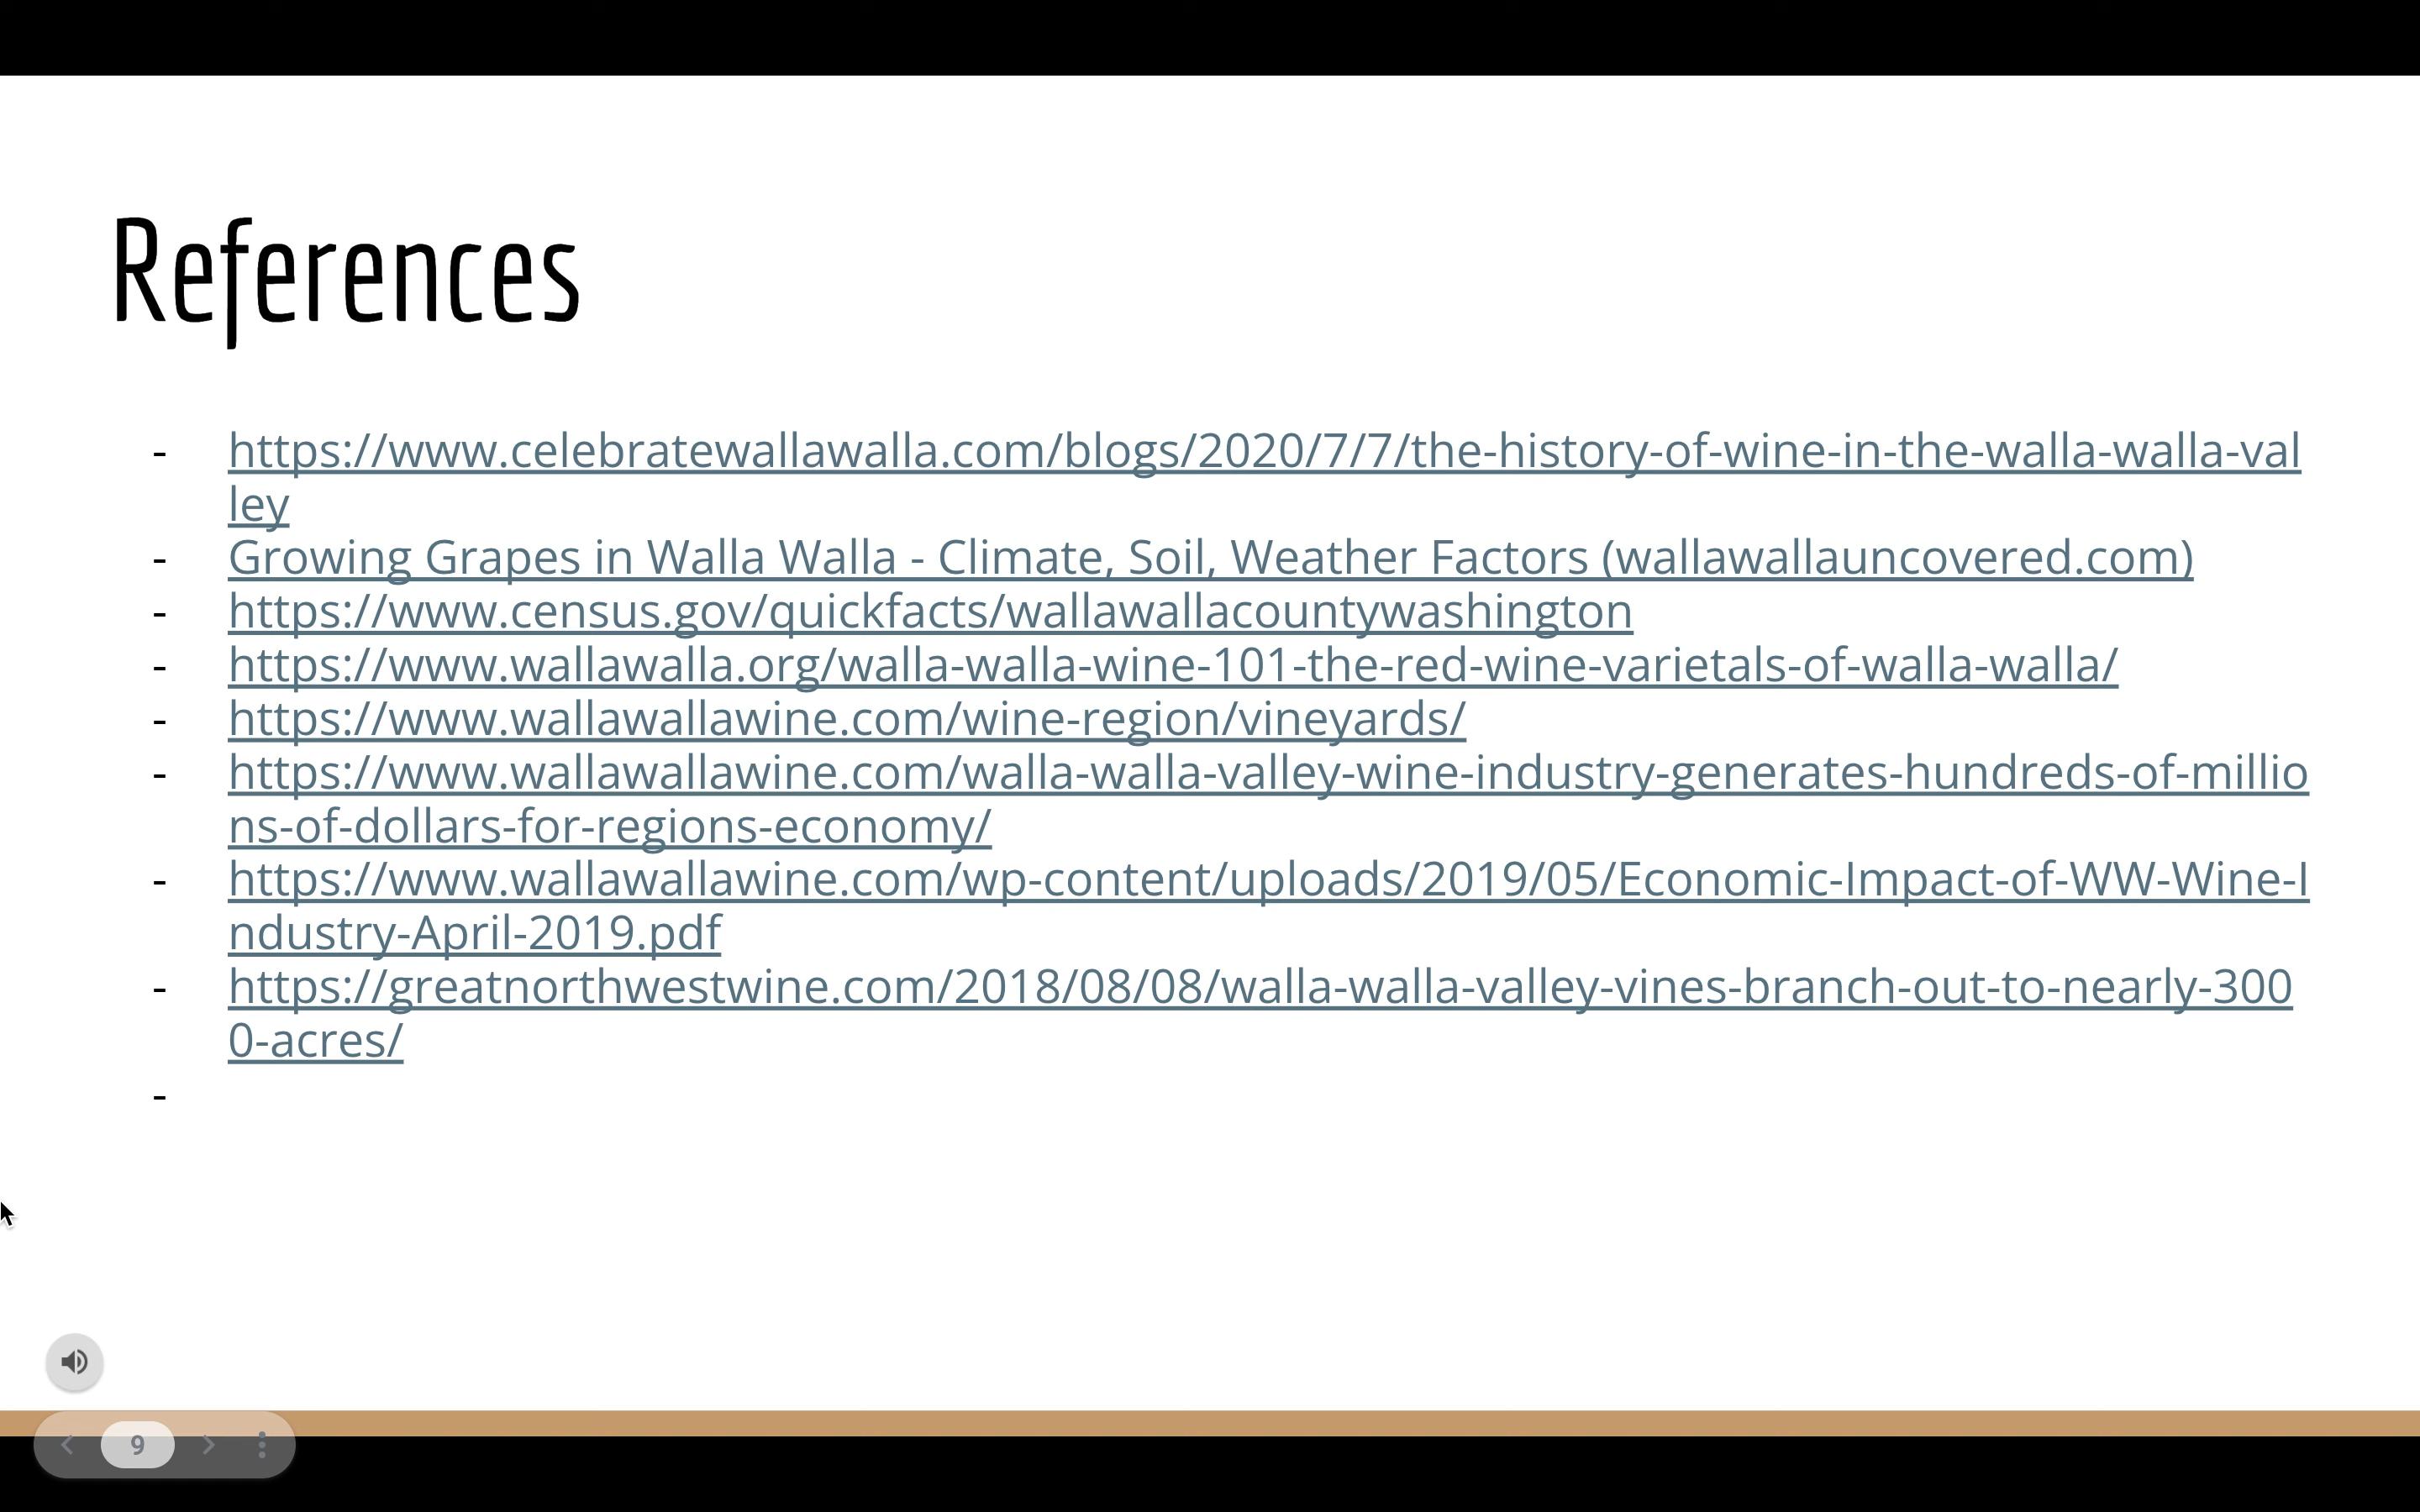 References
- https://www.celebratewallawalla.com/blogs/2020/7/7/the-history-of-wine-in-the-walla-walla-val
ley
- Growing Grapes in Walla Walla - Climate, Soil, Weather Factors (wallawallauncovered.com)
- https://www.census.gov/quickfacts/wallawallacountywashington
- https://www.wallawalla.org/walla-walla-wine-101-the-red-wine-varietals-of-walla-walla/
- https://www.wallawallawine.com/wine-region/vineyards/
- https://www.wallawallawine.com/walla-walla-valley-wine-industry-generates-hundreds-of-millio
ns-of-dollars-for-regions-economy/
- https://www.wallawallawine.com/wp-content/uploads/2019/05/Economic-Impact-of-WW-Wine-I
ndustry-April-2019.pdf
- https://greatnorthwestwine.com/2018/08/08/walla-walla-valley-vines-branch-out-to-nearly-300
0-acres/
-
9